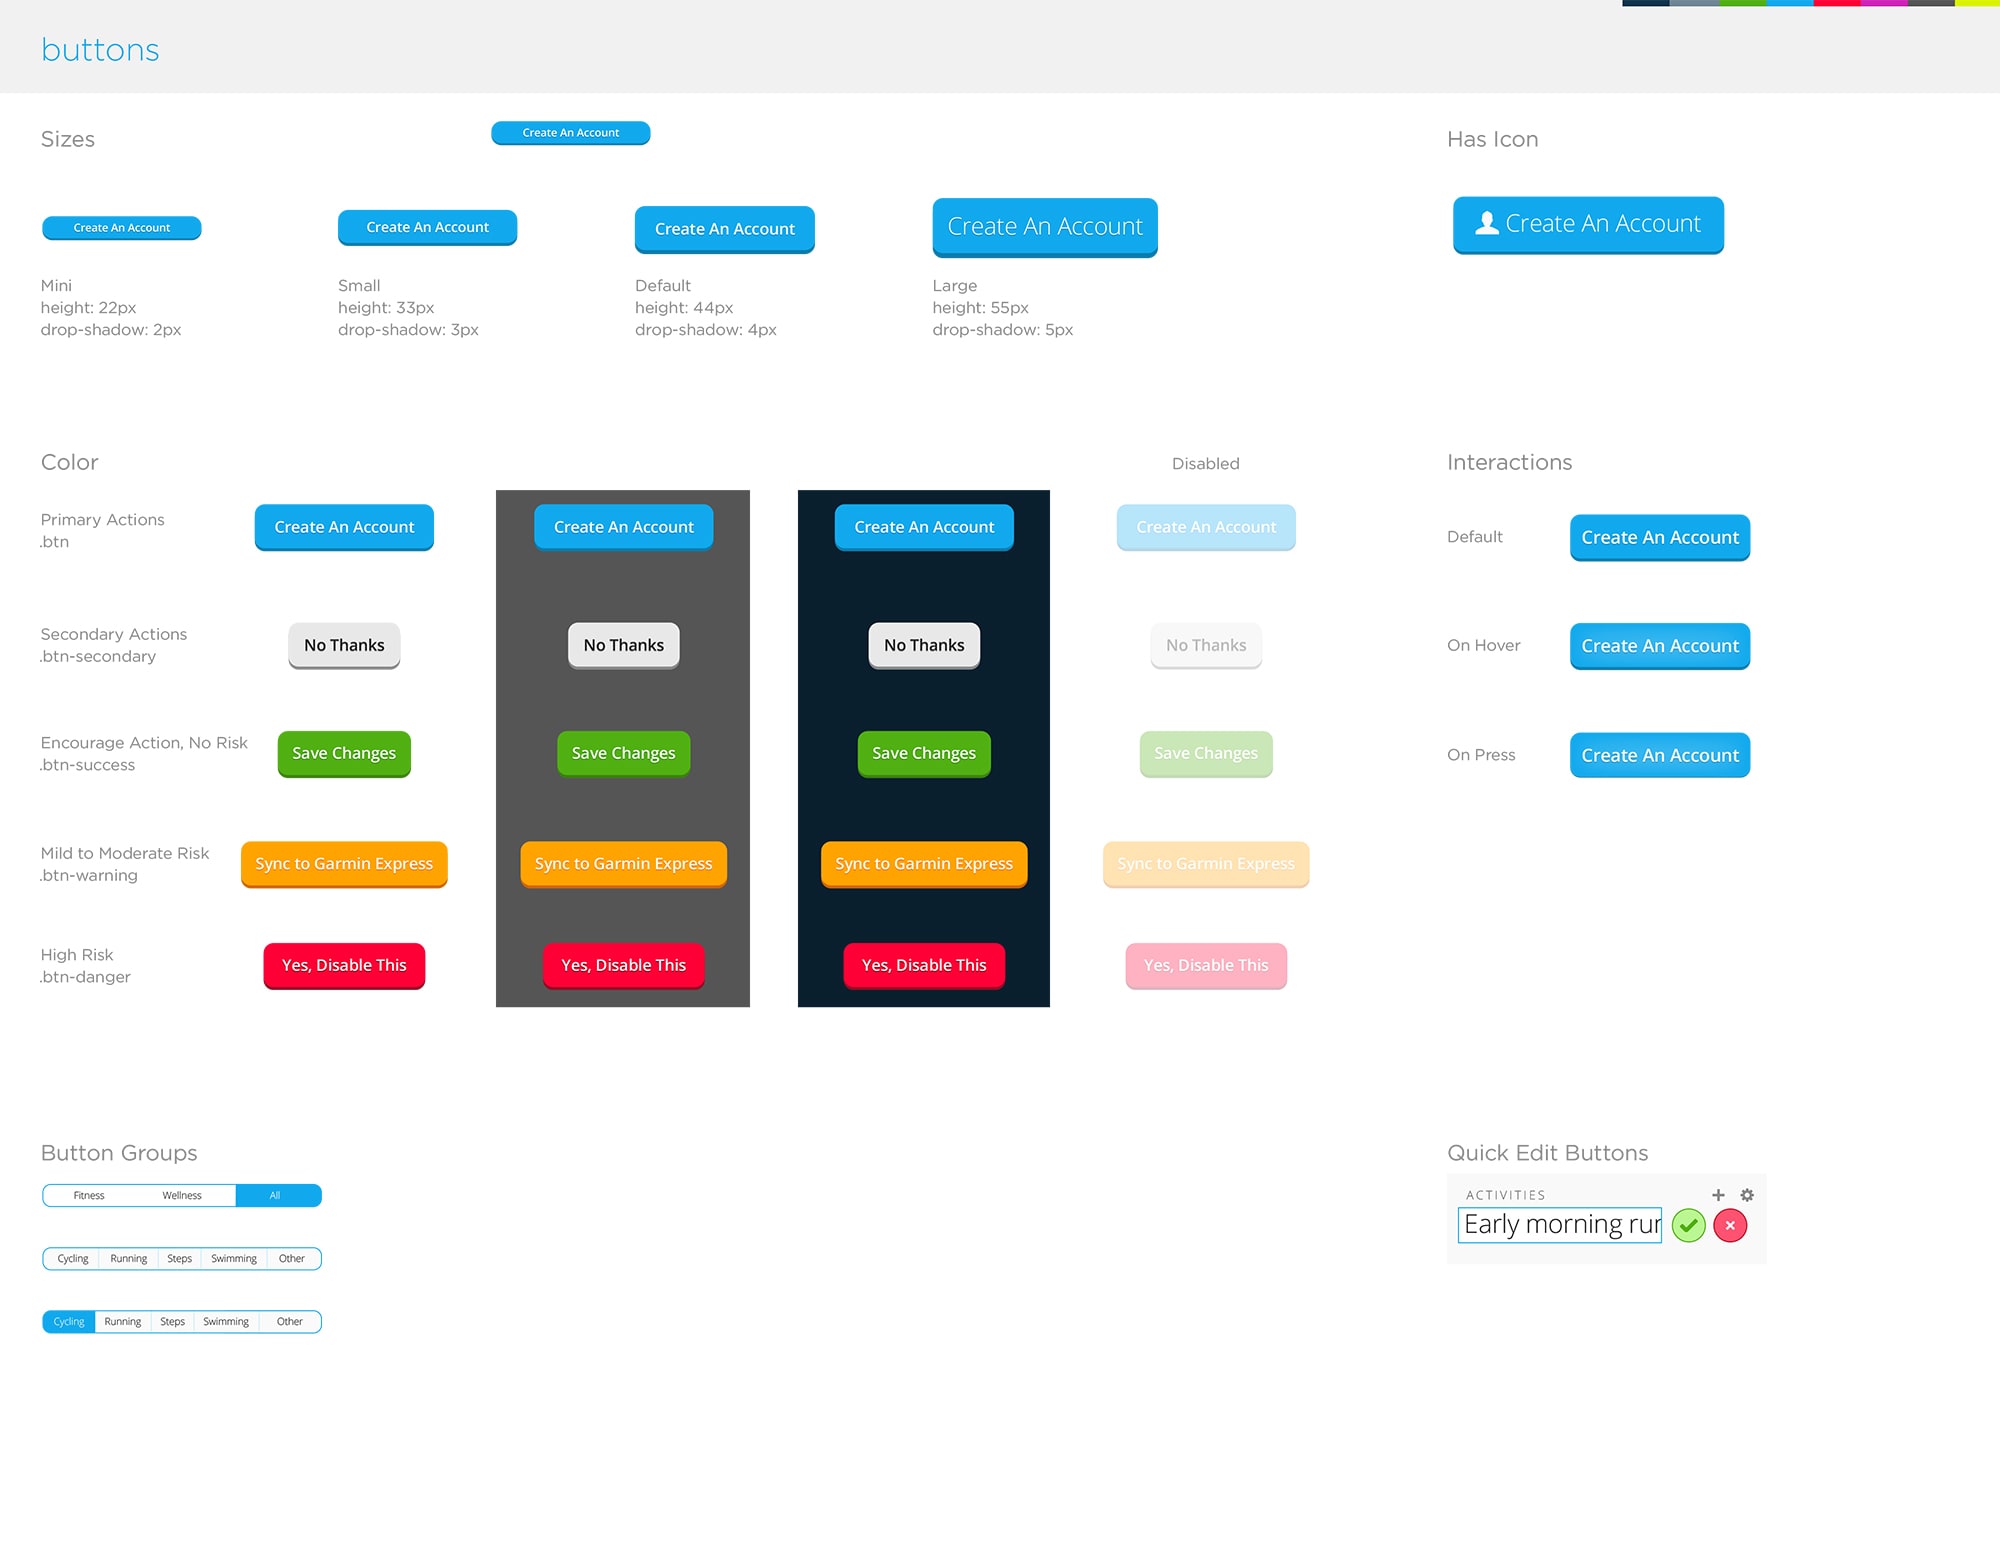 buttons
Sizes
Create An Account
Has Icon
Create An Account
Create An Account
Create An Account
Create An Account
Create An Account
Mini
height: 22px
drop-shadow: 2px
Small
height: 33px
drop-shadow: 3px
Default
height: 44px
drop-shadow: 4px
Large
height: 55px
drop-shadow: 5px
Color
Disabled
Primary Actions
.btn
Create An Account
Create An Account
Create An Account
Create An Account
Secondary Actions
.btn-secondary
No Thanks
No Thanks
No Thanks
No Thanks
Encourage Action, No Risk
.btn-success
Save Changes
Save Changes
Save Changes
Save Changes
Mild to Moderate Risk
.btn-warning
Sync to Garmin Express
Sync to Garmin Express
Sync to Garmin Express
Sync to Garmin Express
High Risk
.btn-danger
Yes, Disable This
Yes, Disable This
Yes, Disable This
Yes, Disable This
Interactions
Default
Create An Account
On Hover
Create An Account
On Press
Create An Account
Button Groups
Fitness Wellness All
Cycling Running Steps Swimming Other
Cycling Running Steps Swimming Other
Quick Edit Buttons
ACTIVITIES
Early morning rur